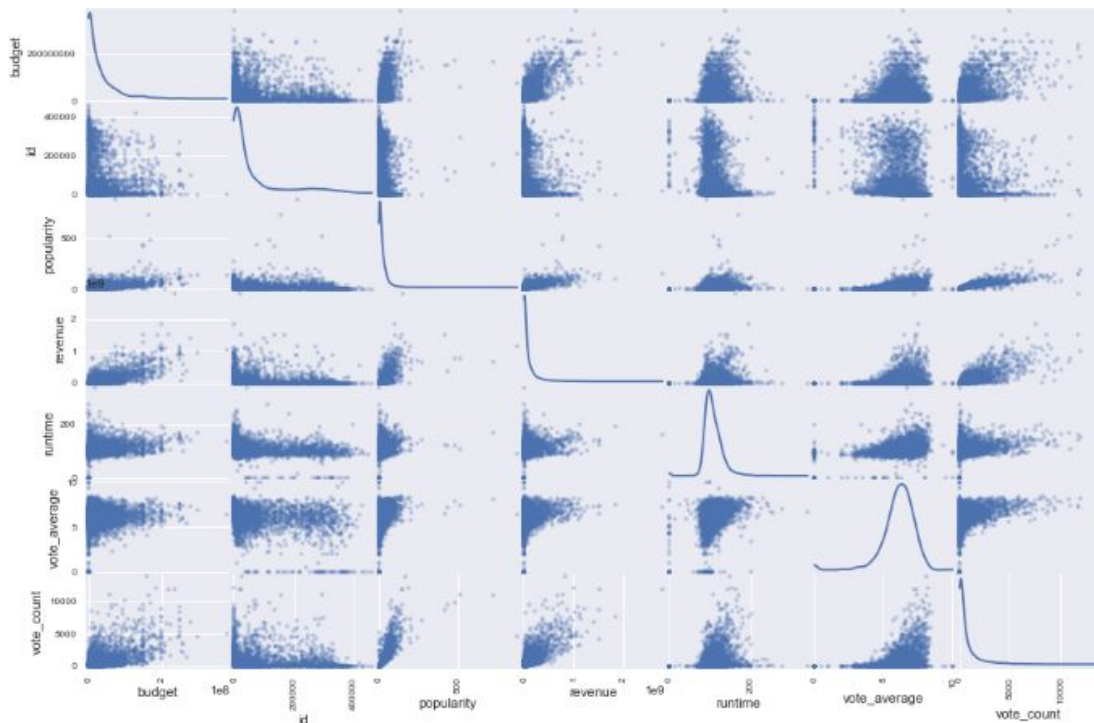 budget
200000000
0
id
400000
200000
0
popularity
500
0
1e9
revenue
2
1
0
runtime
200
0
vote_average
10
5
0
vote_count
10000
5000
0
0 2 1e8
budget
0 200000 400000
id
0 500
popularity
0 1 2 1e9
revenue
0 200
runtime
0 5 10
vote_average
0 5000 10000
vote_count